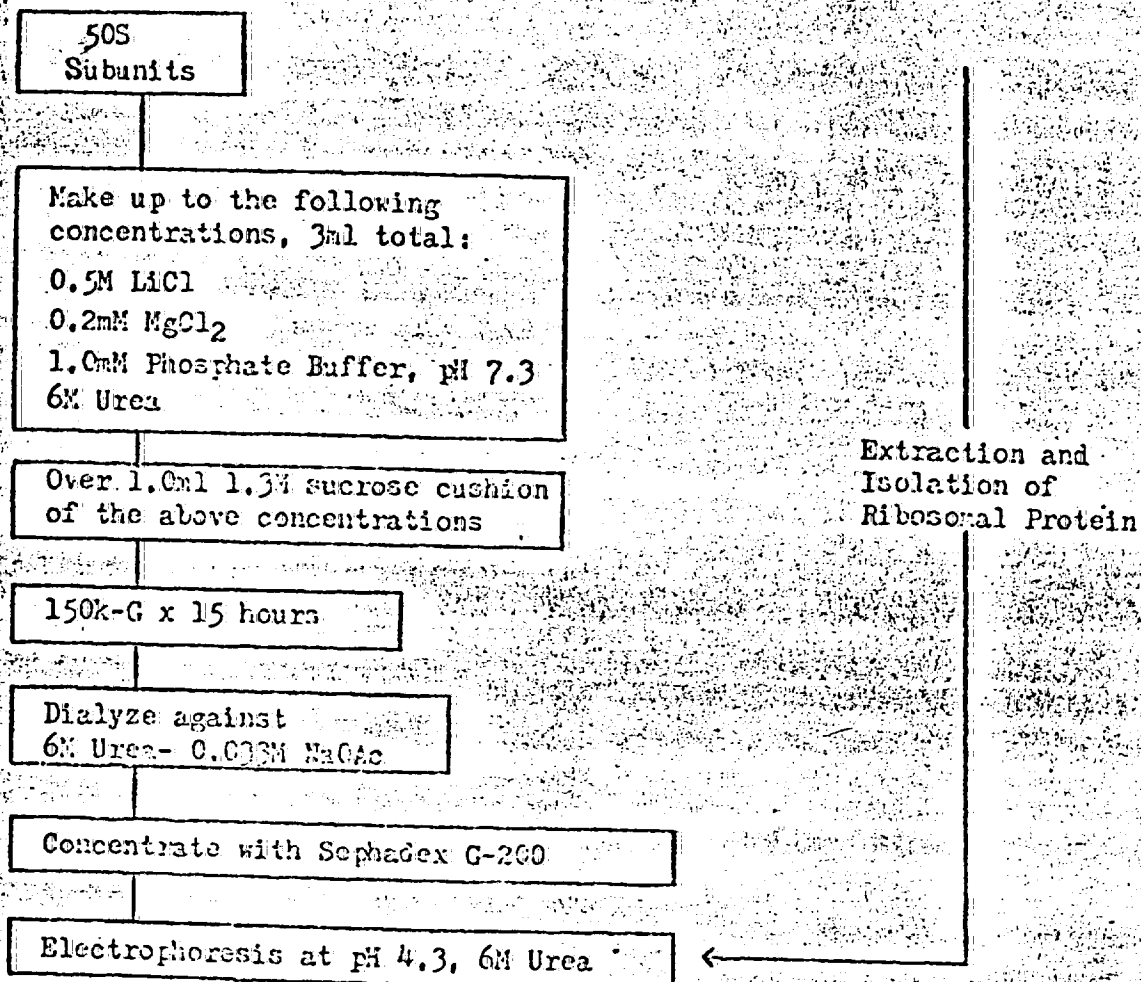 50S
Subunits
Make up to the following
concentrations, 3ml total:
0.5M LiCl
0.2mM MgCl2
1.0mM Phosphate Buffer, pH 7.3
6M Urea
Over 1.0ml 1.3M sucrose cushion
of the above concentrations
150k-G x 15 hours
Dialyze against
6M Urea- NaOAc
Concentrate with Sephadex G-200
Electrophoresis at pH 4.3, 6M Urea
Extraction and
Isolation of
Ribosomal Protein